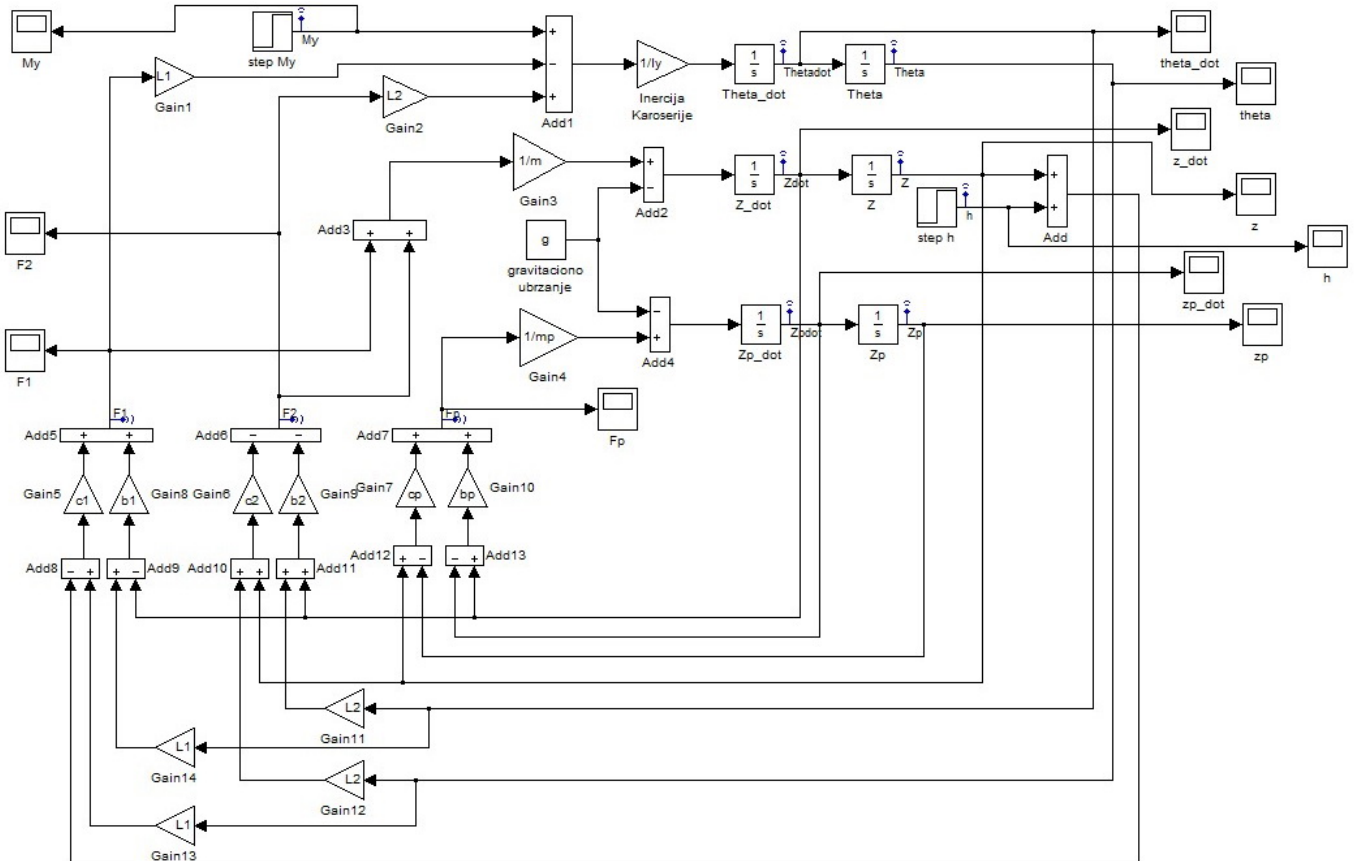 My
step My
My
+
−
+
Add1
L1
Gain1
L2
Gain2
1/Iy
Inercija
Karoserije
1
s
Theta_dot
Thetadot
1
s
Theta
Theta
theta_dot
theta
z_dot
z
h
zp_dot
zp
1/m
Gain3
+
−
Add2
1
s
Z_dot
Zdot
1
s
Z
Z
step h
h
+
+
Add
F2
Add3
+ +
g
gravitaciono
ubrzanje
F1
1/mp
Gain4
−
+
Add4
1
s
Zp_dot
Zpdot
1
s
Zp
Zp
Fp
F1
F2
Fp
Add5
+ +
Add6
− −
Add7
+ +
Gain5
c1
b1
Gain8
Gain6
c2
b2
Gain9
Gain7
cp
bp
Gain10
Add8
− +
+ −
Add9
Add10
+ +
+ +
Add11
Add12
+ −
− +
Add13
L2
Gain11
L1
Gain14
L2
Gain12
L1
Gain13